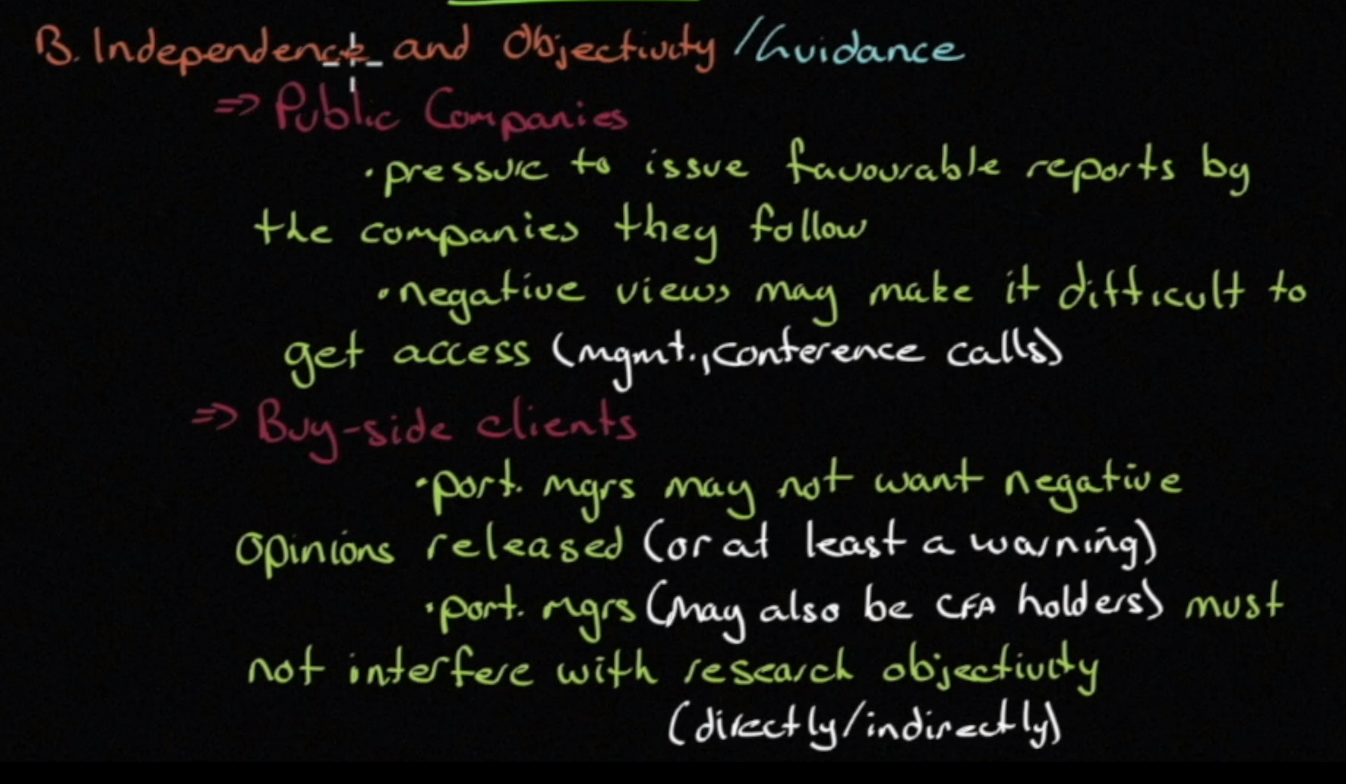 B. Independence and Objectivity /Guidance
=> Public Companies
• pressure to issue favourable reports by
the companies they follow
• negative views may make it difficult to
get access (mgmt., conference calls)
=> Buy-side clients
• port. mgrs may not want negative
opinions released (or at least a warning)
• port. mgrs (may also be CFA holders) must
not interfere with research objectivity
(directly/indirectly)